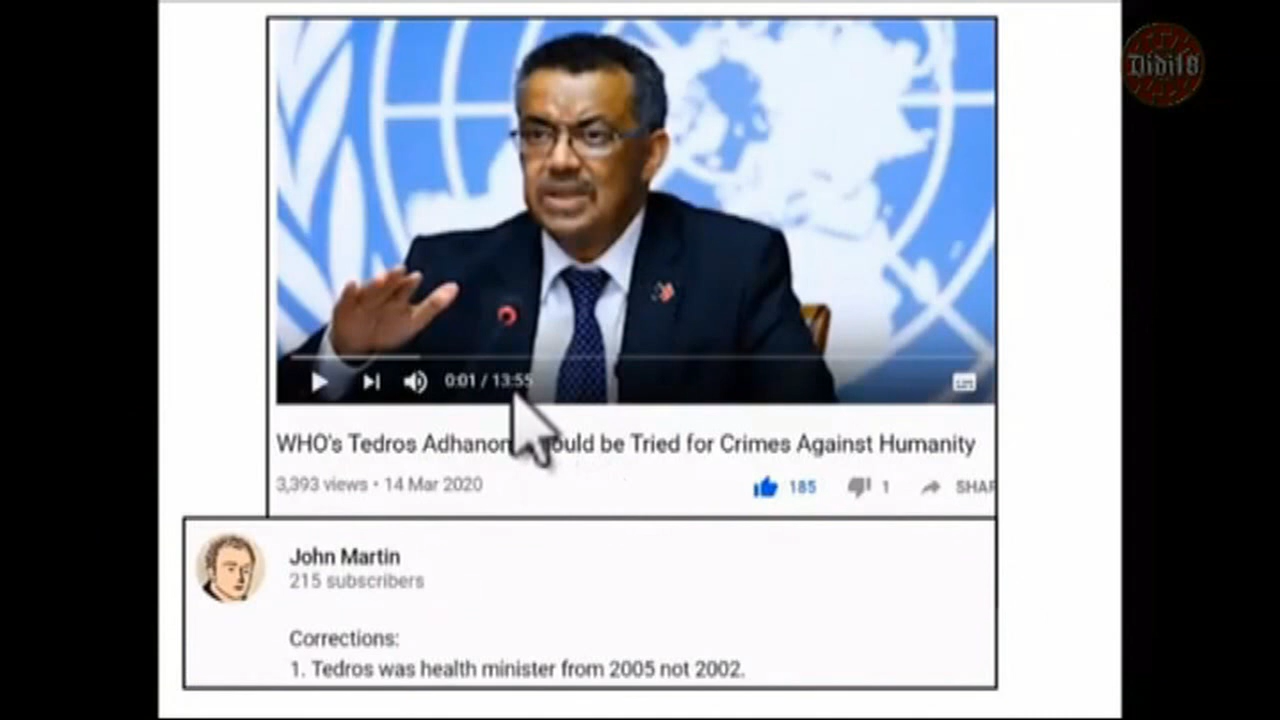 Didi18
0:01 / 13:55
WHO's Tedros Adhanom ould be Tried for Crimes Against Humanity
3,393 views • 14 Mar 2020
185
1
SHAR
John Martin
215 subscribers
Corrections:
1. Tedros was health minister from 2005 not 2002.